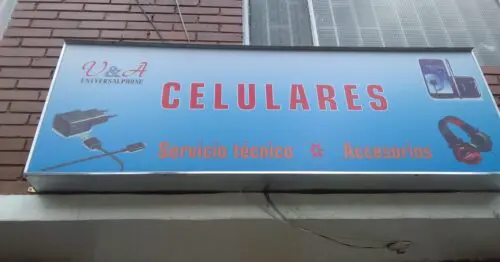 V&A
UNIVERSALPHONE
CELULARES
Servicio técnico ✡ Accesorios